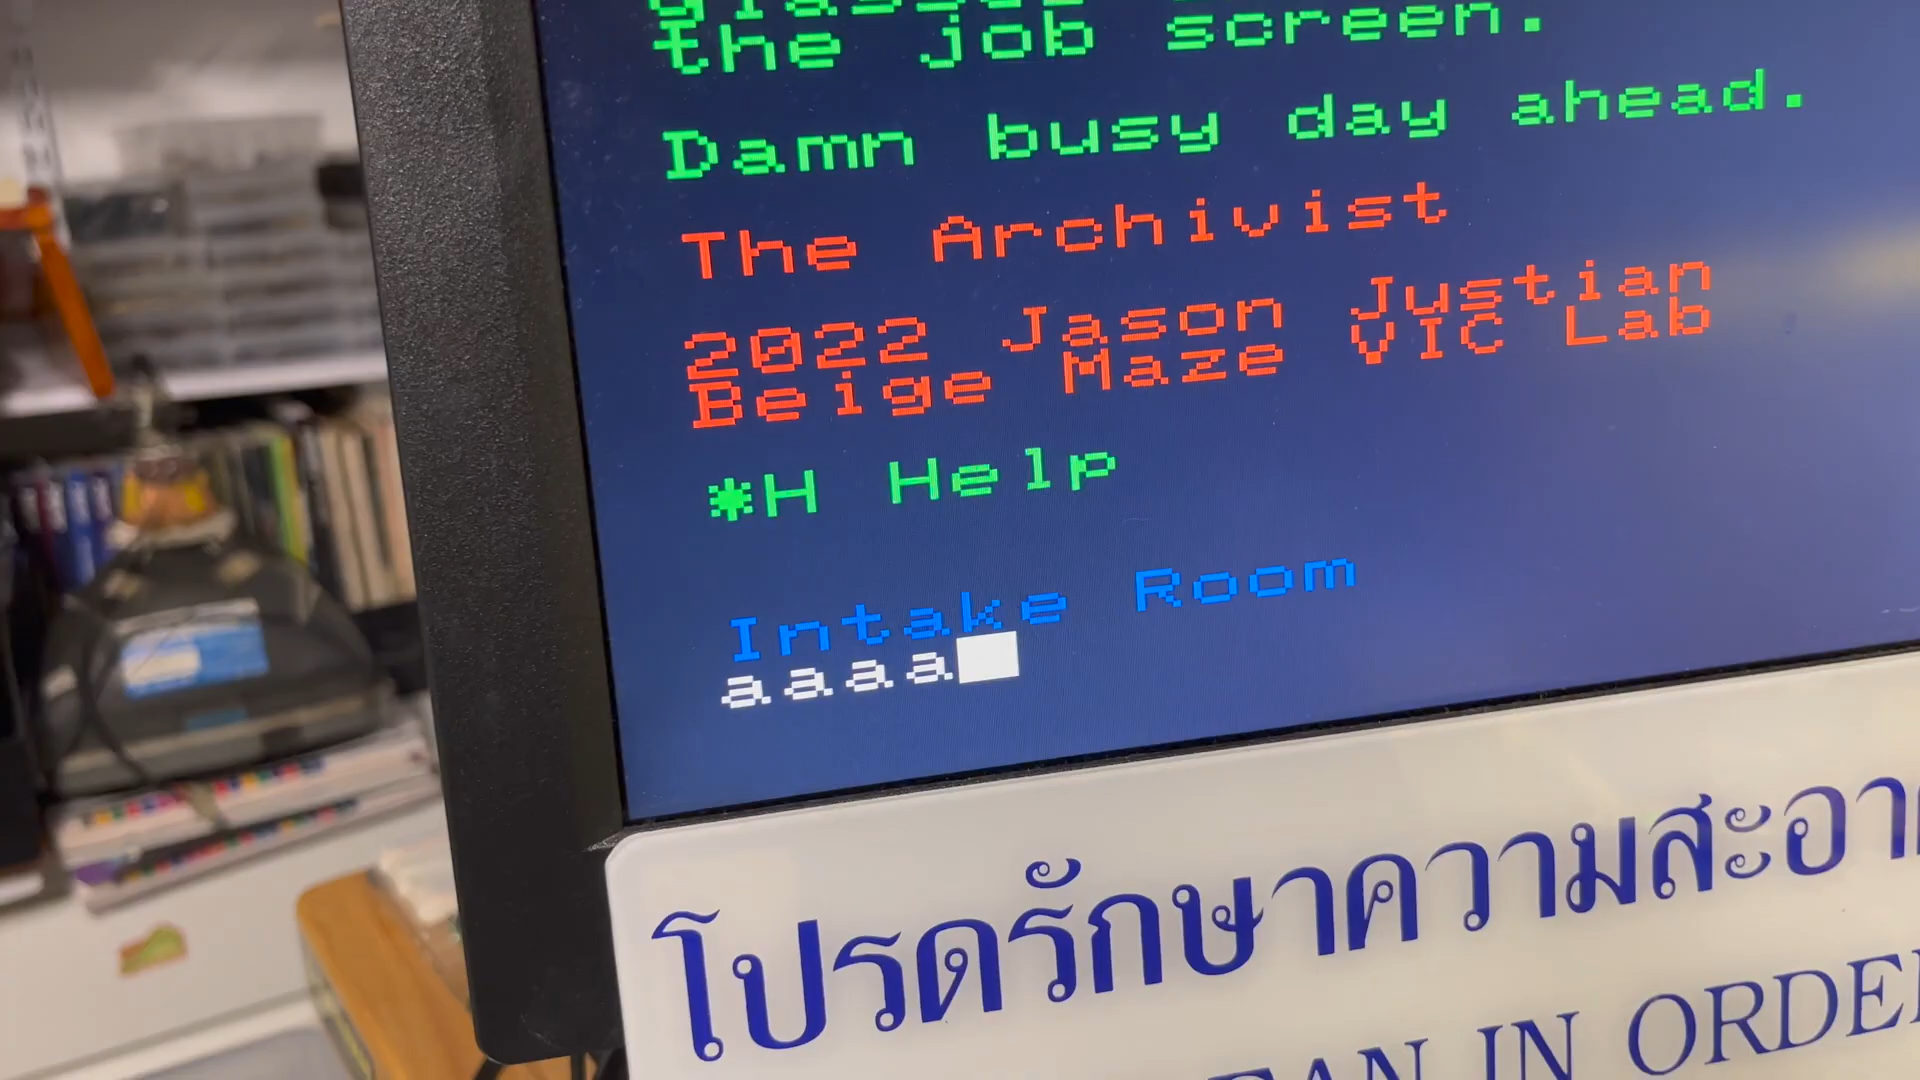 the job screen.
Damn busy day ahead.
The Archivist
2022 Jason Justian
Beige Maze VIC Lab
*H Help
Intake Room
aaaa
โปรดรักษาความสะอา
IN ORDE